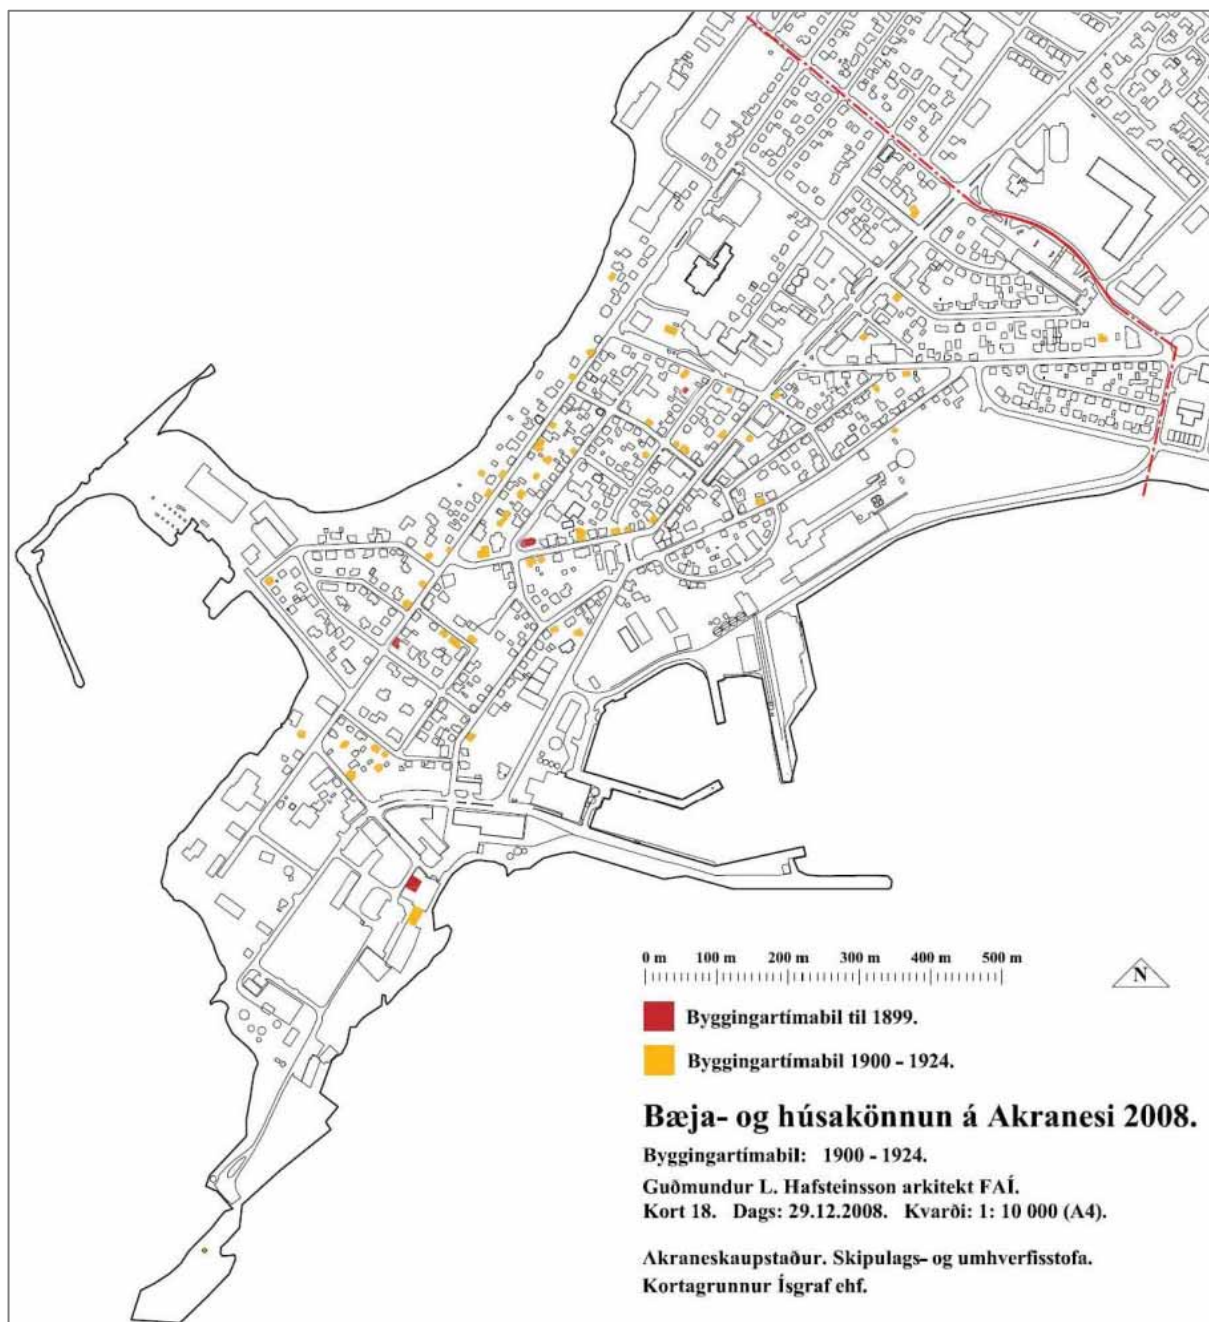 0 m 100 m 200 m 300 m 400 m 500 m
N
Byggingartímabil til 1899.
Byggingartímabil 1900 - 1924.
Bæja- og húsakönnun á Akranesi 2008.
Byggingartímabil: 1900 - 1924.
Guðmundur L. Hafsteinsson arkitekt FAÍ.
Kort 18. Dags: 29.12.2008. Kvarði: 1: 10 000 (A4).
Akraneskaupstaður. Skipulags- og umhverfisstofa.
Kortagrunnur Ísgraf ehf.